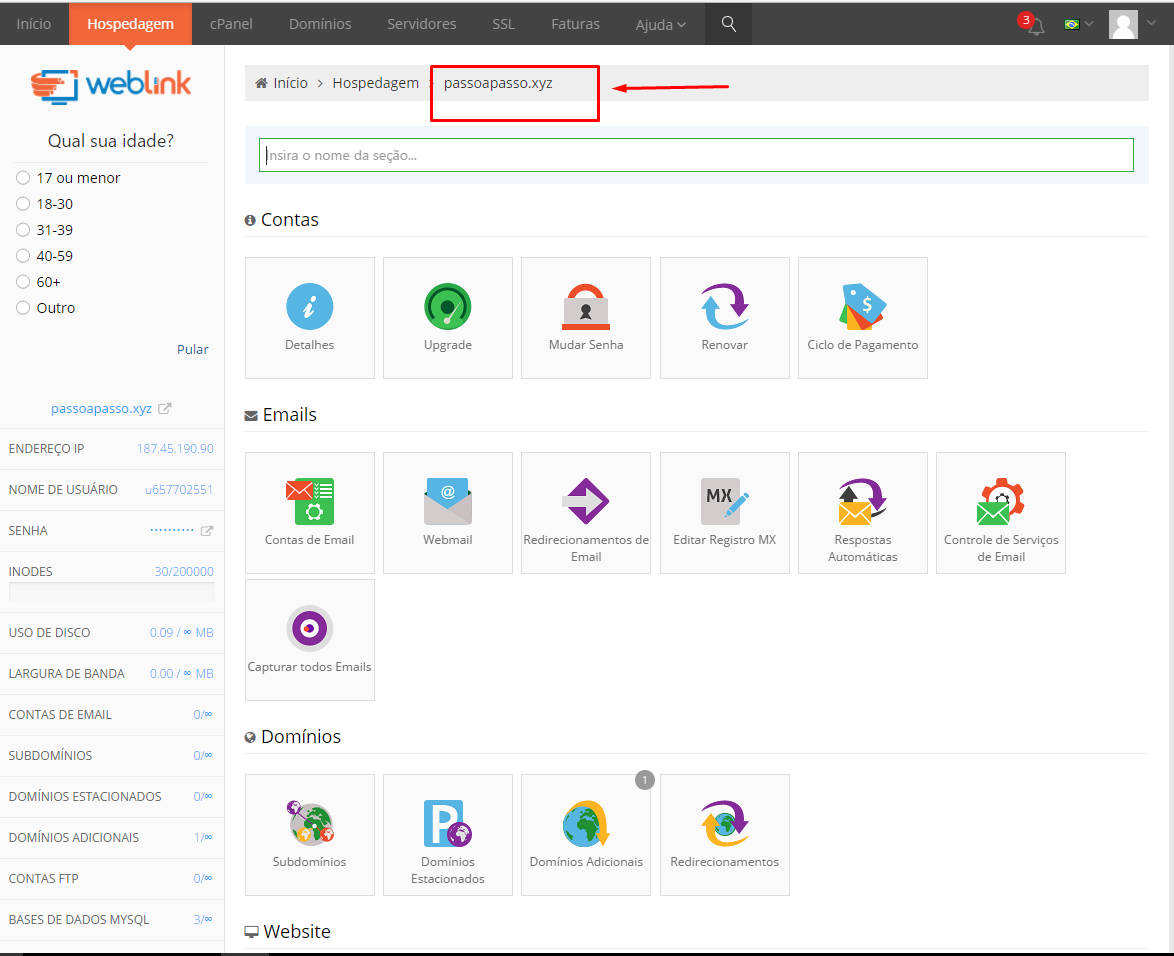 Início
Hospedagem
cPanel
Domínios
Servidores
SSL
Faturas
Ajuda
3
weblink
Qual sua idade?
17 ou menor
18-30
31-39
40-59
60+
Outro
Pular
passoapasso.xyz
ENDEREÇO IP 187.45.190.90
NOME DE USUÁRIO u657702551
SENHA ··········
INODES 30/200000
USO DE DISCO 0.09 / ∞ MB
LARGURA DE BANDA 0.00 / ∞ MB
CONTAS DE EMAIL 0/∞
SUBDOMÍNIOS 0/∞
DOMÍNIOS ESTACIONADOS 0/∞
DOMÍNIOS ADICIONAIS 1/∞
CONTAS FTP 0/∞
BASES DE DADOS MYSQL 3/∞
Início > Hospedagem > passoapasso.xyz
Insira o nome da seção...
Contas
i
Detalhes
Upgrade
Mudar Senha
Renovar
$
Ciclo de Pagamento
Emails
Contas de Email
@
Webmail
Redirecionamentos de
Email
MX
Editar Registro MX
Respostas
Automáticas
Controle de Serviços
de Email
Capturar todos Emails
Domínios
Subdomínios
P
Domínios
Estacionados
1
Domínios Adicionais
Redirecionamentos
Website